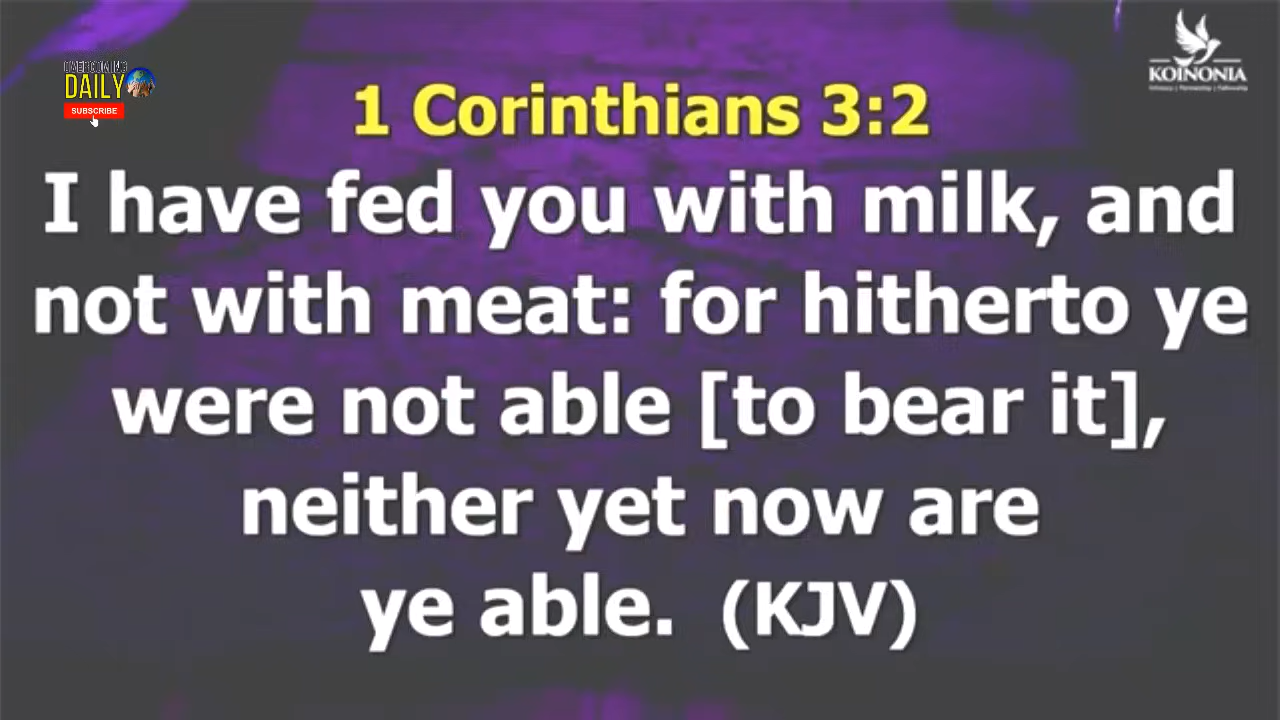 OVERCOMING
DAILY
SUBSCRIBE
KOINONIA
1 Corinthians 3:2
I have fed you with milk, and
not with meat: for hitherto ye
were not able [to bear it],
neither yet now are
ye able. (KJV)